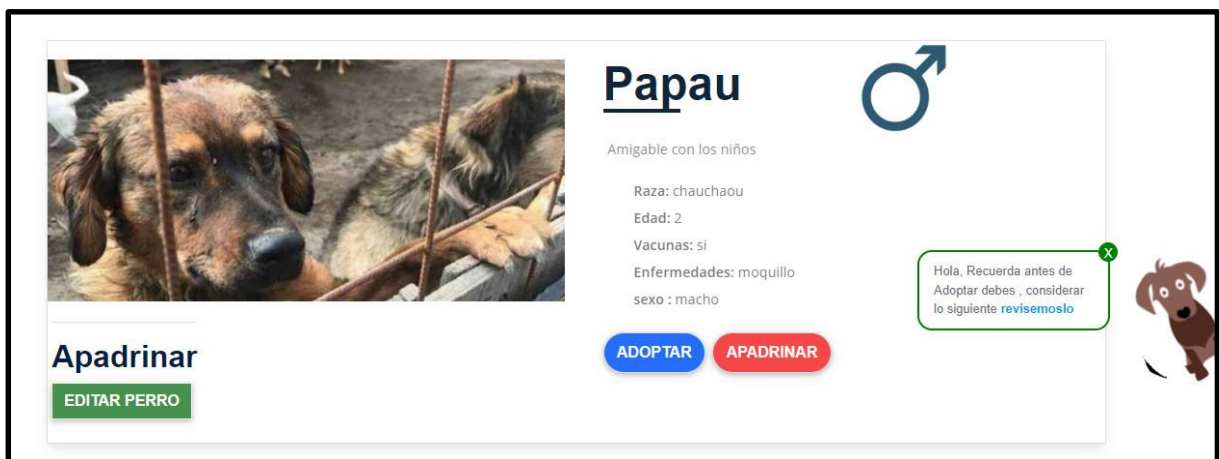 Papau
Amigable con los niños
Raza: chauchaou
Edad: 2
Vacunas: si
Enfermedades: moquillo
sexo : macho
ADOPTAR APADRINAR
Apadrinar
EDITAR PERRO
X
Hola, Recuerda antes de
Adoptar debes , considerar
lo siguiente revisemoslo